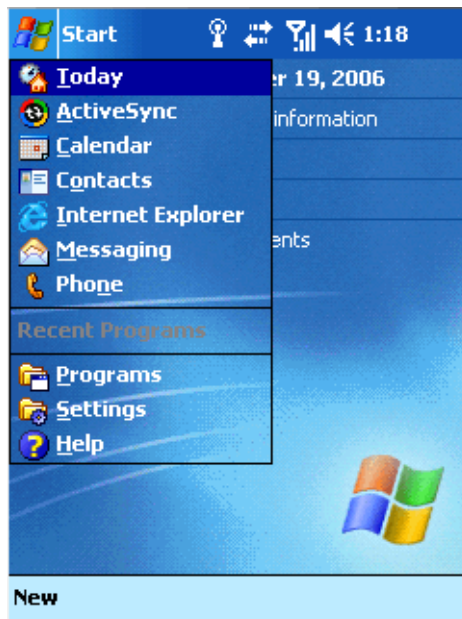 Start 1:18
Today
er 19, 2006
ActiveSync
information
Calendar
Contacts
Internet Explorer
Messaging
ents
Phone
Recent Programs
Programs
Settings
Help
New